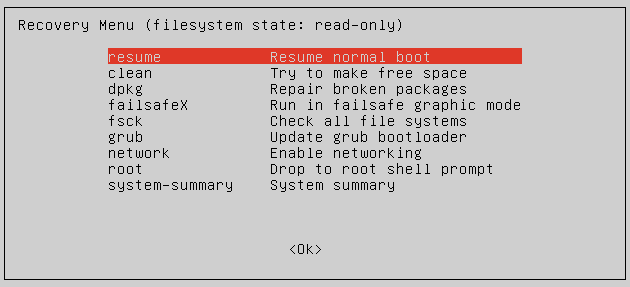 Recovery Menu (filesystem state: read-only)
resume Resume normal boot
clean Try to make free space
dpkg Repair broken packages
failsafeX Run in failsafe graphic mode
fsck Check all file systems
grub Update grub bootloader
network Enable networking
root Drop to root shell prompt
system-summary System summary
<Ok>